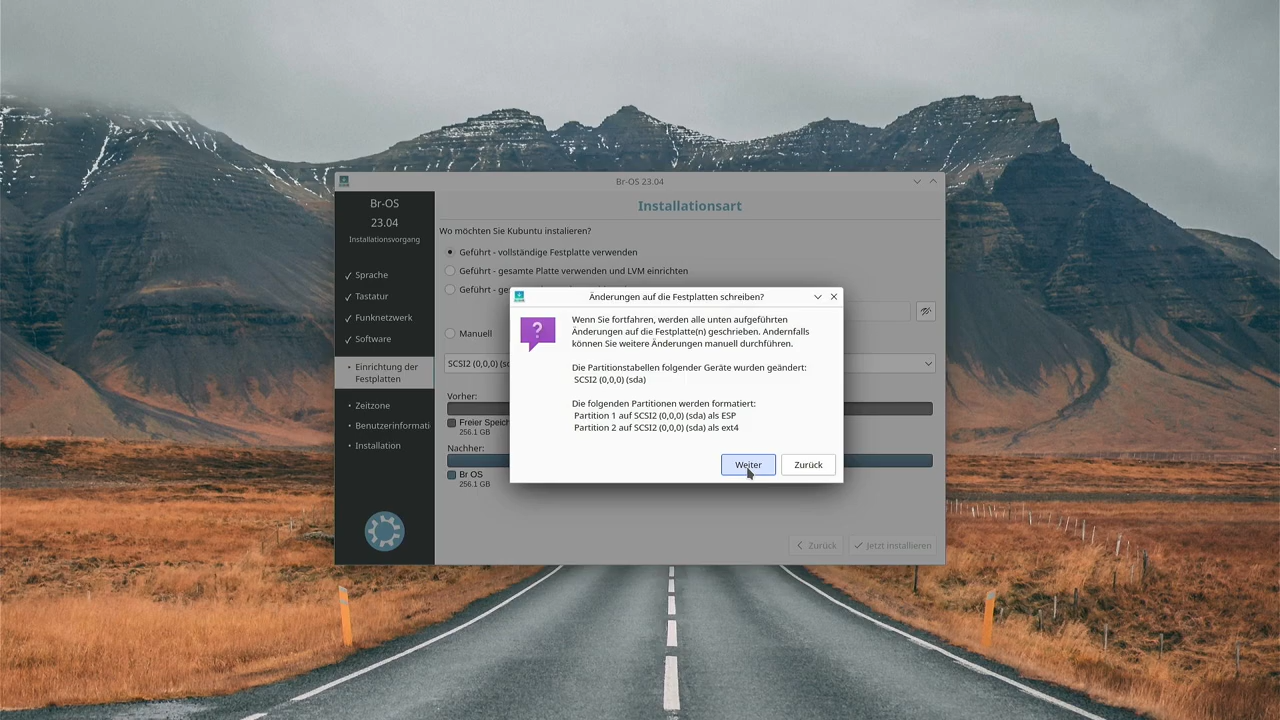 Br-OS 23.04
Br-OS
23.04
Installationsvorgang
✓ Sprache
✓ Tastatur
✓ Funknetzwerk
✓ Software
• Einrichtung der
Festplatten
• Zeitzone
• Benutzerinformati
• Installation
Installationsart
Wo möchten Sie Kubuntu instalieren?
Geführt - vollständige Festplatte verwenden
Geführt - gesamte Platte verwenden und LVM einrichten
Geführt - ge
Manuell
SCSI2 (0,0,0) (s
Vorher:
Freier Speich
256.1 GB
Nachher:
Br OS
256.1 GB
Zurück
Jetzt installieren
Änderungen auf die Festplatten schreiben?
Wenn Sie fortfahren, werden alle unten aufgeführten
Änderungen auf die Festplatte(n) geschrieben. Andernfalls
können Sie weitere Änderungen manuell durchführen.
Die Partitionstabellen folgender Geräte wurden geändert:
SCSI2 (0,0,0) (sda)
Die folgenden Partitionen werden formatiert:
Partition 1 auf SCSI2 (0,0,0) (sda) als ESP
Partition 2 auf SCSI2 (0,0,0) (sda) als ext4
Weiter
Zurück